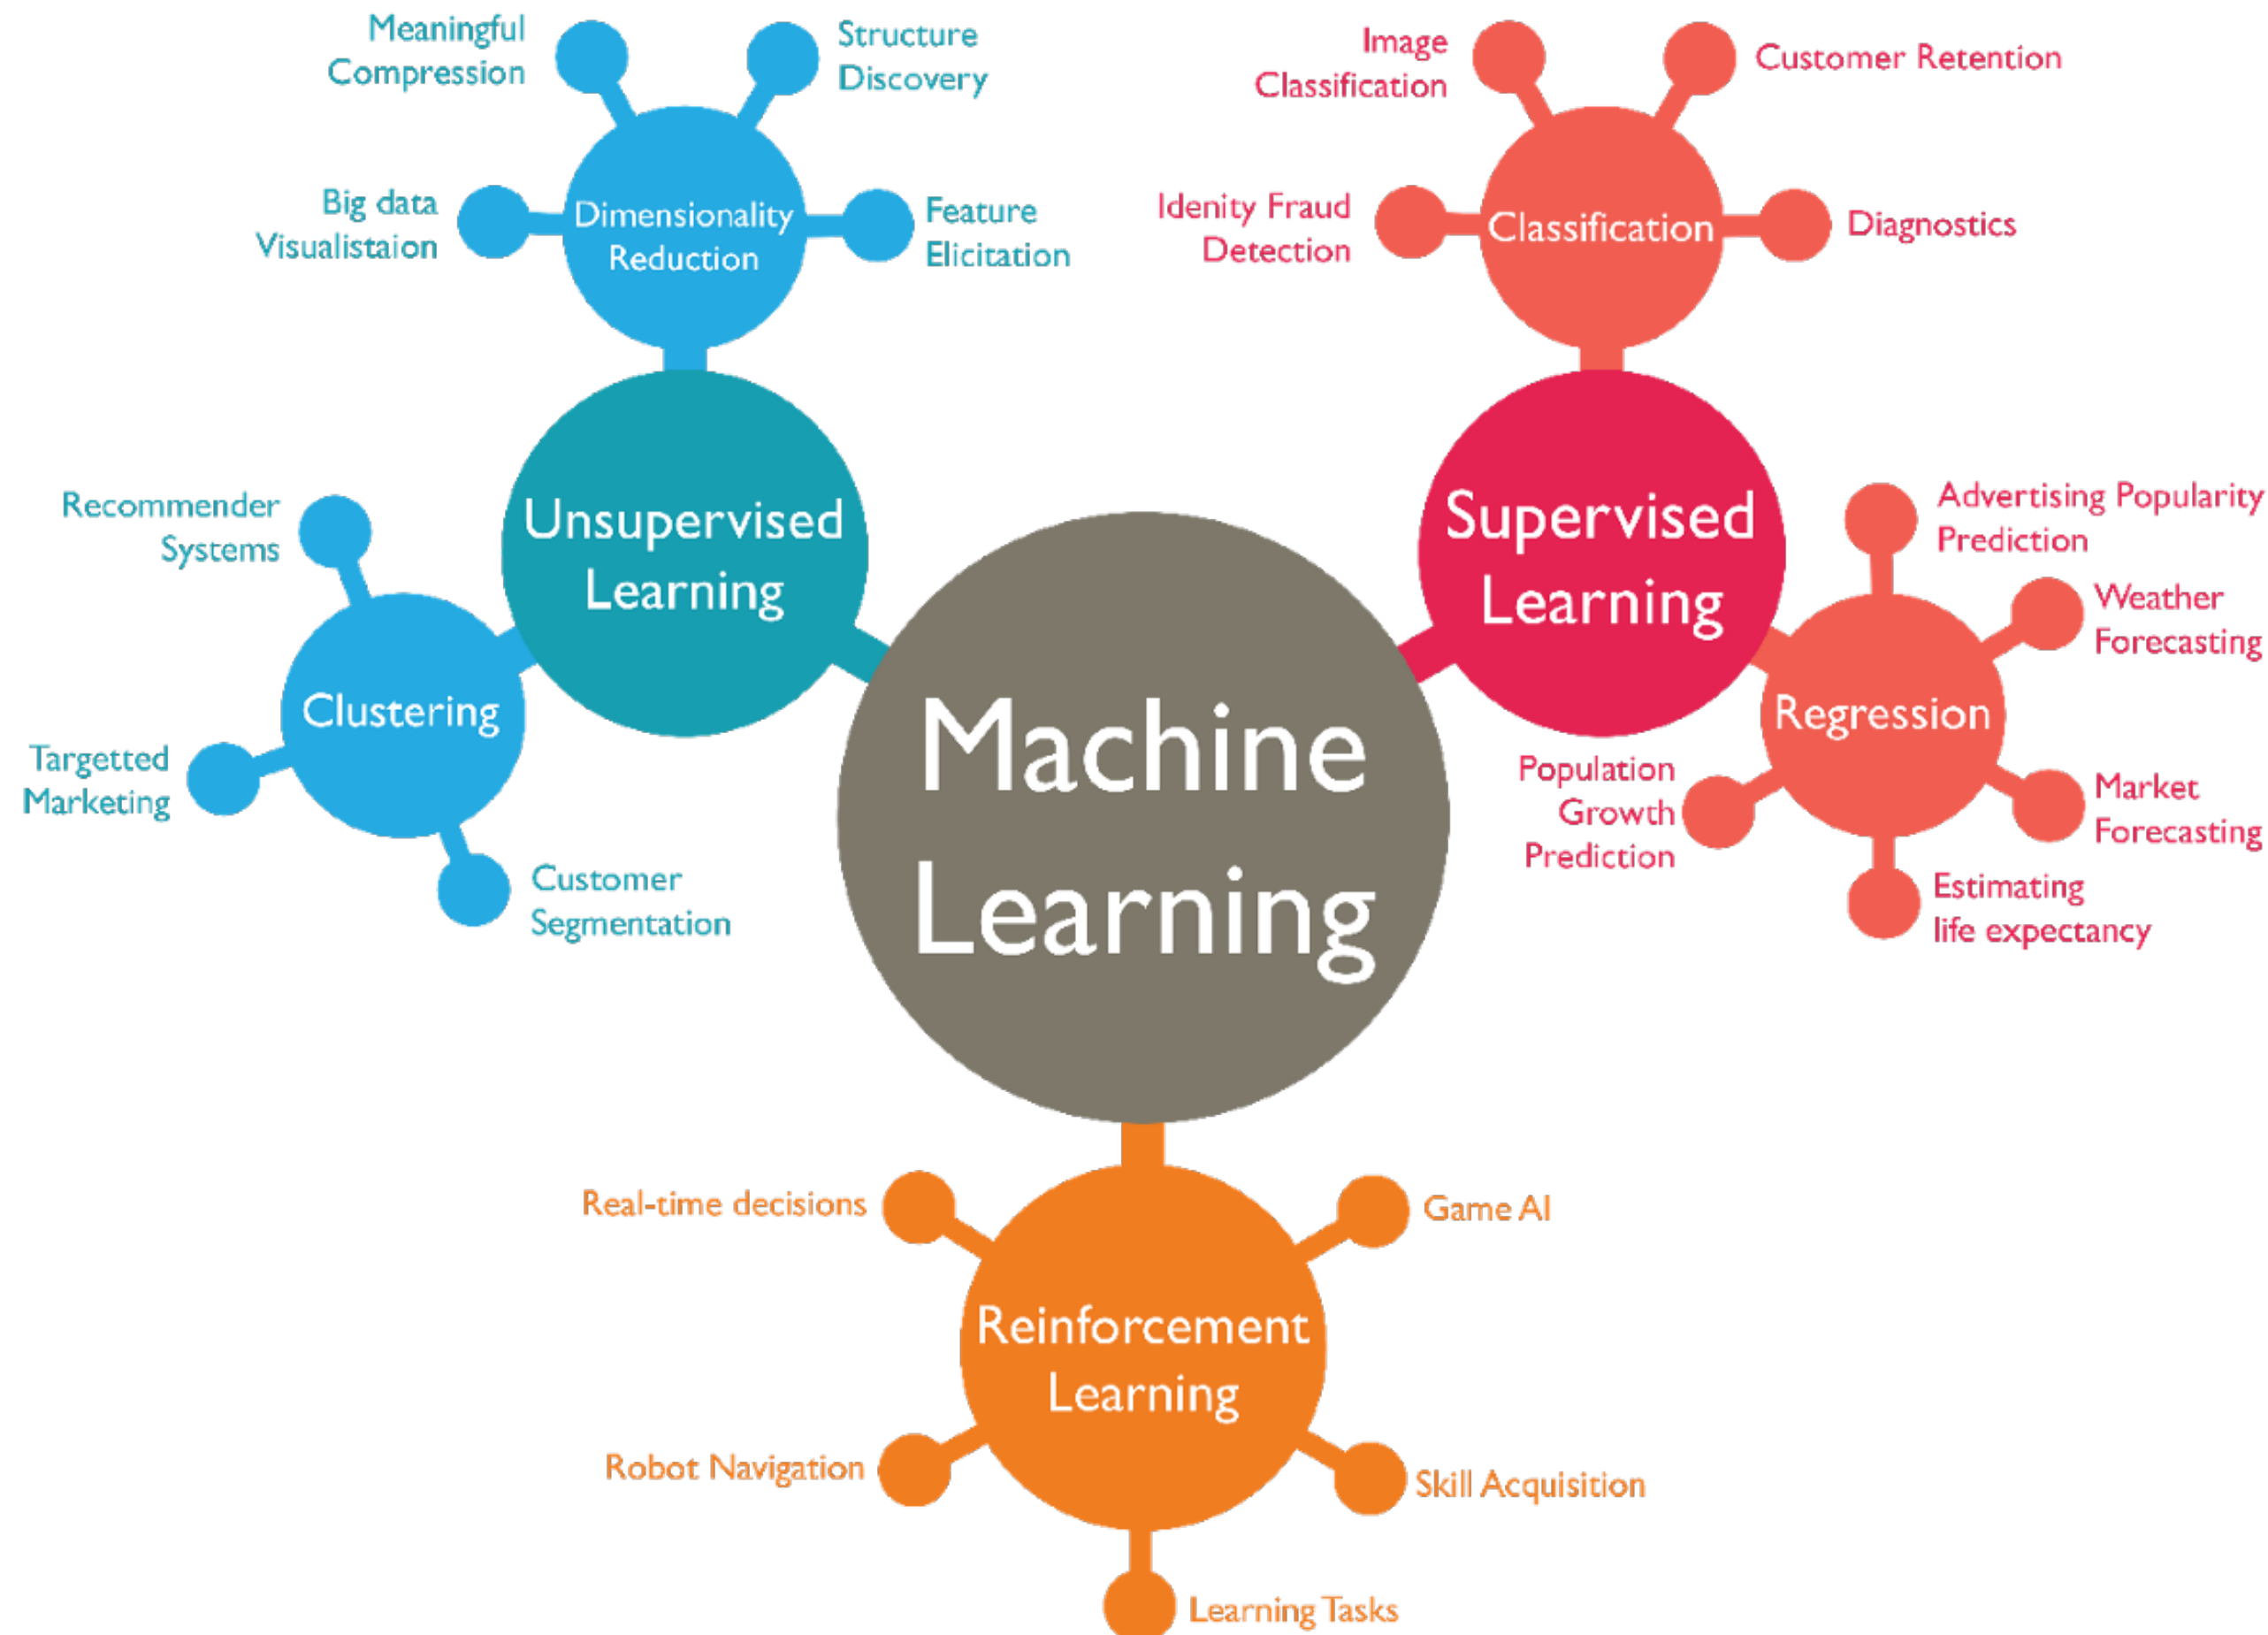 Meaningful
Compression
Structure
Discovery
Big data
Visualistaion
Dimensionality
Reduction
Feature
Elicitation
Image
Classification
Customer Retention
Idenity Fraud
Detection
Classification
Diagnostics
Unsupervised
Learning
Recommender
Systems
Clustering
Targetted
Marketing
Customer
Segmentation
Supervised
Learning
Advertising Popularity
Prediction
Weather
Forecasting
Regression
Population
Growth
Prediction
Market
Forecasting
Estimating
life expectancy
Machine
Learning
Real-time decisions
Game AI
Reinforcement
Learning
Robot Navigation
Skill Acquisition
Learning Tasks